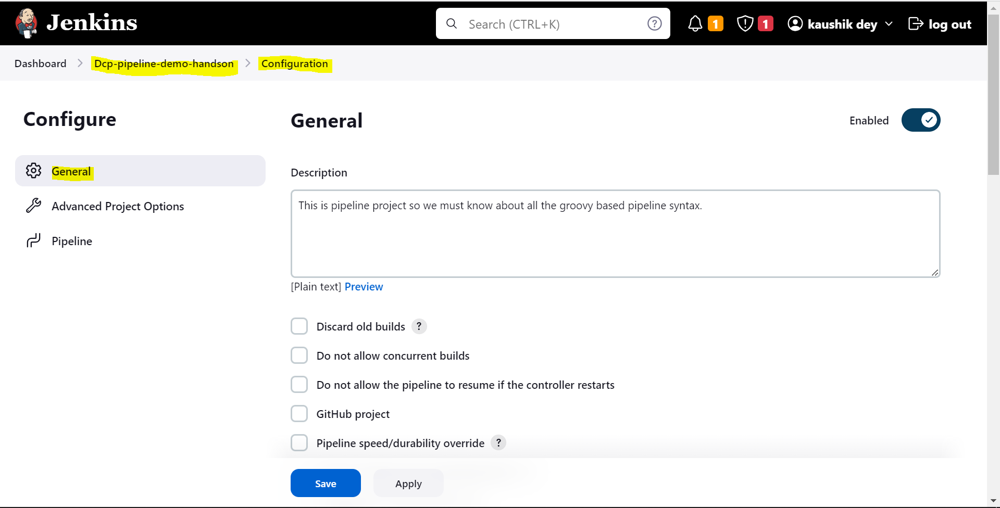 Jenkins
Search (CTRL+K)
?
1
1
kaushik dey
log out
Dashboard > Dcp-pipeline-demo-handson > Configuration
Configure
General
Advanced Project Options
Pipeline
General
Enabled
Description
This is pipeline project so we must know about all the groovy based pipeline syntax.
[Plain text] Preview
Discard old builds ?
Do not allow concurrent builds
Do not allow the pipeline to resume if the controller restarts
GitHub project
Pipeline speed/durability override ?
Save
Apply